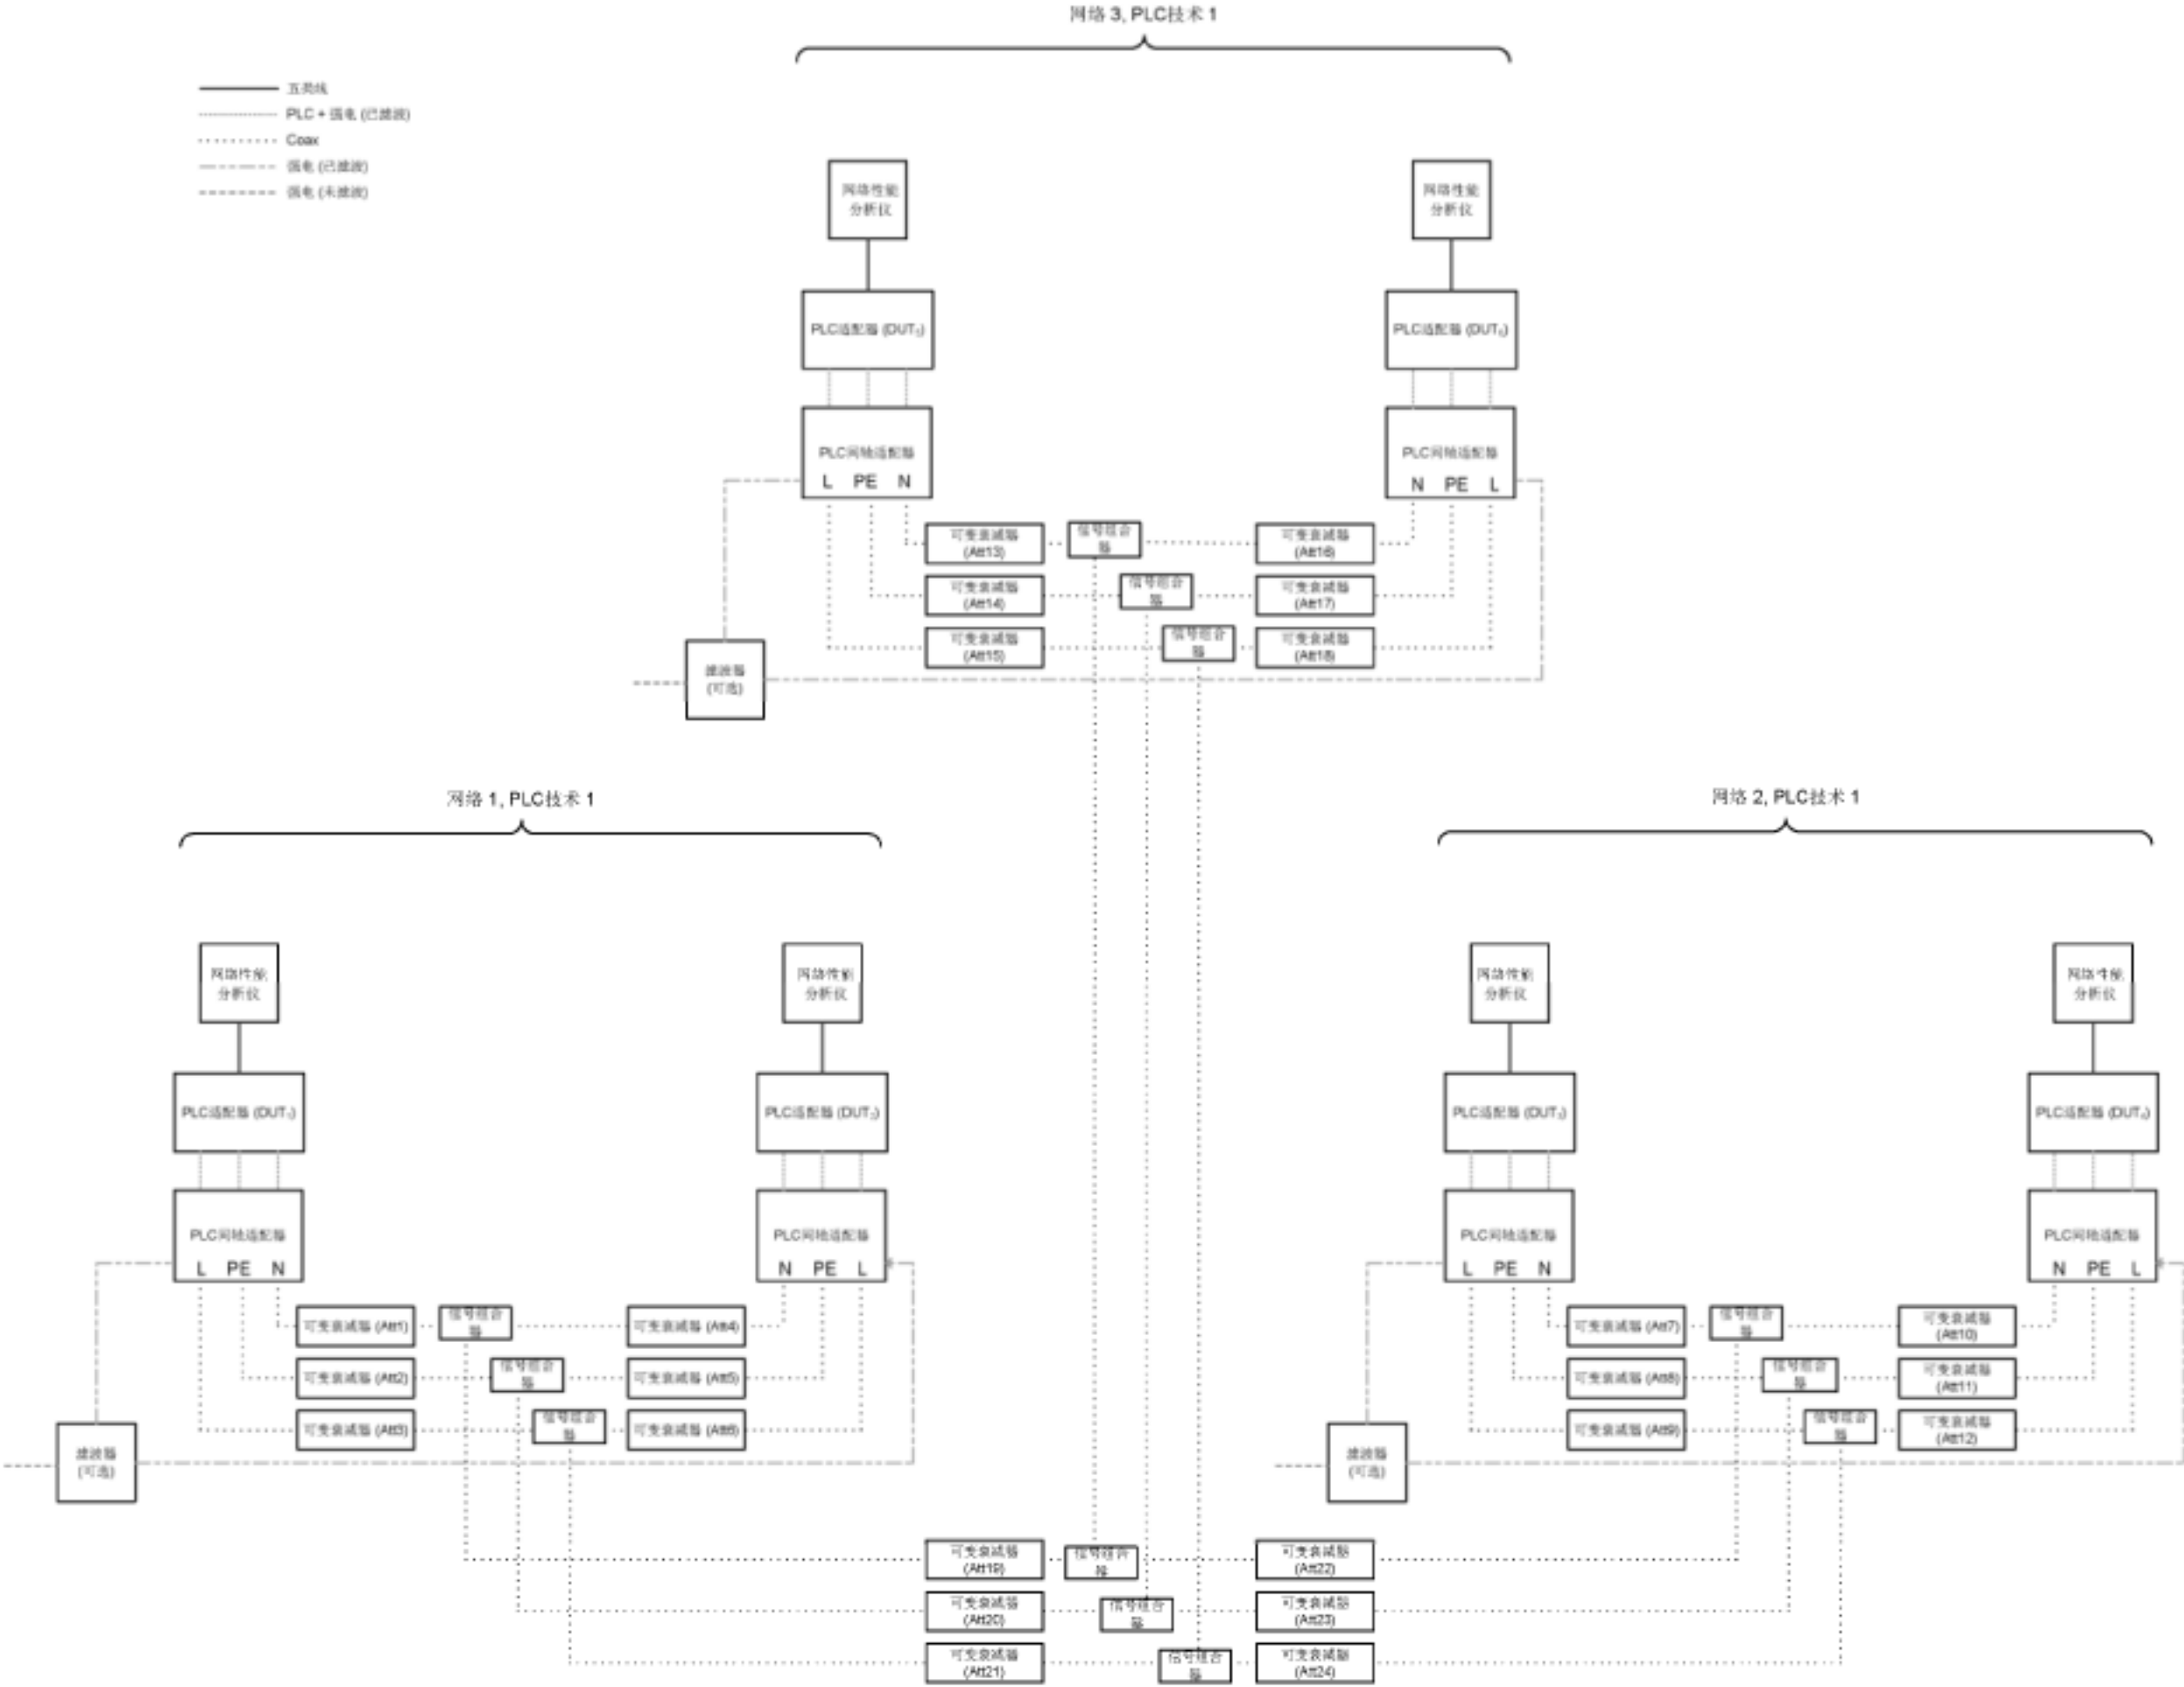 网络 3, PLC技术 1
五类线
PLC + 强电 (已滤波)
Coax
强电 (已滤波)
强电 (未滤波)
网络性能
分析仪
网络性能
分析仪
PLC适配器 (DUT₅)
PLC适配器 (DUT₆)
PLC同轴适配器
L PE N
PLC同轴适配器
N PE L
可变衰减器
(Att13)
信号组合
器
可变衰减器
(Att16)
可变衰减器
(Att14)
信号组合
器
可变衰减器
(Att17)
可变衰减器
(Att15)
信号组合
器
可变衰减器
(Att18)
滤波器
(可选)
网络 1, PLC技术 1
网络 2, PLC技术 1
网络性能
分析仪
网络性能
分析仪
网络性能
分析仪
网络性能
分析仪
PLC适配器 (DUT₁)
PLC适配器 (DUT₂)
PLC适配器 (DUT₃)
PLC适配器 (DUT₄)
PLC同轴适配器
L PE N
PLC同轴适配器
N PE L
PLC同轴适配器
L PE N
PLC同轴适配器
N PE L
可变衰减器 (Att1)
信号组合
器
可变衰减器 (Att4)
可变衰减器 (Att7)
信号组合
器
可变衰减器
(Att10)
可变衰减器 (Att2)
信号组合
器
可变衰减器 (Att5)
可变衰减器 (Att8)
信号组合
器
可变衰减器
(Att11)
可变衰减器 (Att3)
信号组合
器
可变衰减器 (Att6)
可变衰减器 (Att9)
信号组合
器
可变衰减器
(Att12)
滤波器
(可选)
滤波器
(可选)
可变衰减器
(Att19)
信号组合
器
可变衰减器
(Att22)
可变衰减器
(Att20)
信号组合
器
可变衰减器
(Att23)
可变衰减器
(Att21)
信号组合
器
可变衰减器
(Att24)